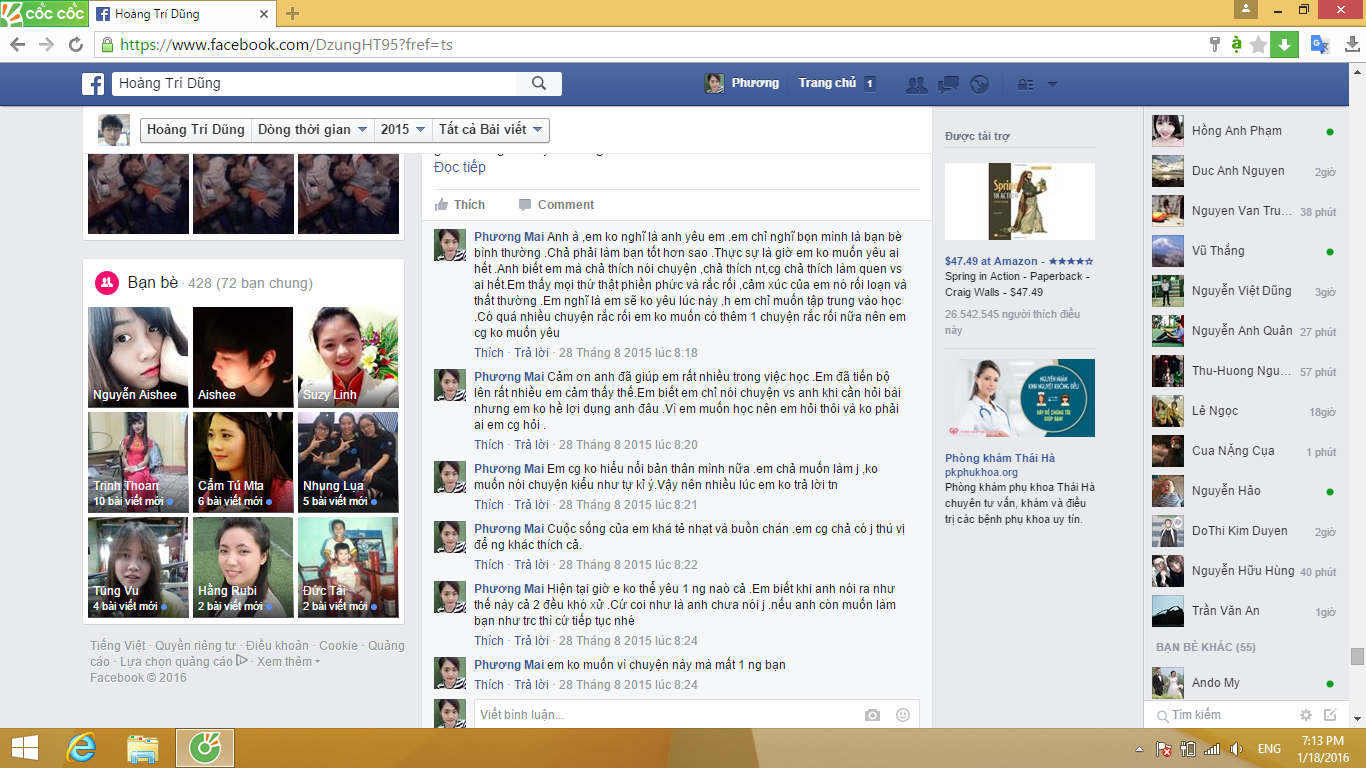 CỐC CỐC
Hoàng Trí Dũng
https://www.facebook.com/DzungHT95?fref=ts
Hoàng Trí Dũng
Phương
Trang chủ 1
Hoàng Trí Dũng
Dòng thời gian
2015
Tất cả Bài viết
Đọc tiếp
Thích
Comment
Phương Mai Anh à ,em ko nghĩ là anh yêu em .em chỉ nghĩ bọn mình là bạn bè
bình thường .Chả phải làm bạn tốt hơn sao .Thực sự là giờ em ko muốn yêu ai
hết .Anh biết em mà chả thích nói chuyện ,chả thích nt,cg chả thích làm quen vs
ai hết.Em thấy mọi thứ thật phiền phức và rắc rối ,cảm xúc của em nó rối loạn và
thất thường .Em nghĩ là em sẽ ko yêu lúc này ,h em chỉ muốn tập trung vào học
.Có quá nhiều chuyện rắc rối em ko muốn có thêm 1 chuyện rắc rối nữa nên em
cg ko muốn yêu
Thích · Trả lời · 28 Tháng 8 2015 lúc 8:18
Phương Mai Cảm ơn anh đã giúp em rất nhiều trong việc học .Em đã tiến bộ
lên rất nhiều em cảm thấy thế.Em biết em chỉ nói chuyện vs anh khi cần hỏi bài
nhưng em ko hề lợi dụng anh đâu .Vì em muốn học nên em hỏi thôi và ko phải
ai em cg hỏi .
Thích · Trả lời · 28 Tháng 8 2015 lúc 8:20
Phương Mai Em cg ko hiểu nổi bản thân mình nữa .em chả muốn làm j ,ko
muốn nói chuyện kiểu như tự kỉ ý.Vậy nên nhiều lúc em ko trả lời tn
Thích · Trả lời · 28 Tháng 8 2015 lúc 8:21
Phương Mai Cuộc sống của em khá tẻ nhạt và buồn chán .em cg chả có j thú vị
để ng khác thích cả.
Thích · Trả lời · 28 Tháng 8 2015 lúc 8:22
Phương Mai Hiện tại giờ e ko thể yêu 1 ng naò cả .Em biết khi anh nói ra như
thế này cả 2 đều khó xử .Cứ coi như là anh chưa nói j .nếu anh còn muốn làm
bạn như trc thì cứ tiếp tục nhé
Thích · Trả lời · 28 Tháng 8 2015 lúc 8:24
Phương Mai em ko muốn vì chuyện này mà mất 1 ng bạn
Thích · Trả lời · 28 Tháng 8 2015 lúc 8:24
Viết bình luận...
Bạn bè · 428 (72 bạn chung)
Nguyễn Aishee
Aishee
Suzy Linh
Trịnh Thoan
10 bài viết mới
Cẩm Tú Mta
6 bài viết mới
Nhung Lụa
5 bài viết mới
Tùng Vu
4 bài viết mới
Hằng Rubi
2 bài viết mới
Đức Tài
2 bài viết mới
Tiếng Việt · Quyền riêng tư · Điều khoản · Cookie · Quảng
cáo · Lựa chọn quảng cáo · Xem thêm
Facebook © 2016
Được tài trợ
Spring
IN ACTION
$47.49 at Amazon - ★★★★☆
Spring in Action - Paperback -
Craig Walls - $47.49
26.542.545 người thích điều
này
NGUYÊN NHÂN
KINH NGUYỆT KHÔNG ĐỀU
HÃY ĐỂ CHÚNG TÔI
GIÚP BẠN!
Phòng khám Thái Hà
pkphukhoa.org
Phòng khám phụ khoa Thái Hà
chuyên tư vấn, khám và điều
trị các bệnh phụ khoa uy tín.
Hồng Anh Phạm
Duc Anh Nguyen 2giờ
Nguyen Van Tru... 38 phút
Vũ Thắng
Nguyễn Việt Dũng 3giờ
Nguyễn Anh Quân 27 phút
Thu-Huong Ngu... 57 phút
Lê Ngọc 18giờ
Cua NẮng Cụa 1 phút
Nguyễn Hảo
DoThi Kim Duyen 2giờ
Nguyễn Hữu Hùng 40 phút
Trần Văn An 1giờ
BẠN BÈ KHÁC (55)
Ando My
Tìm kiếm
ENG
7:13 PM
1/18/2016